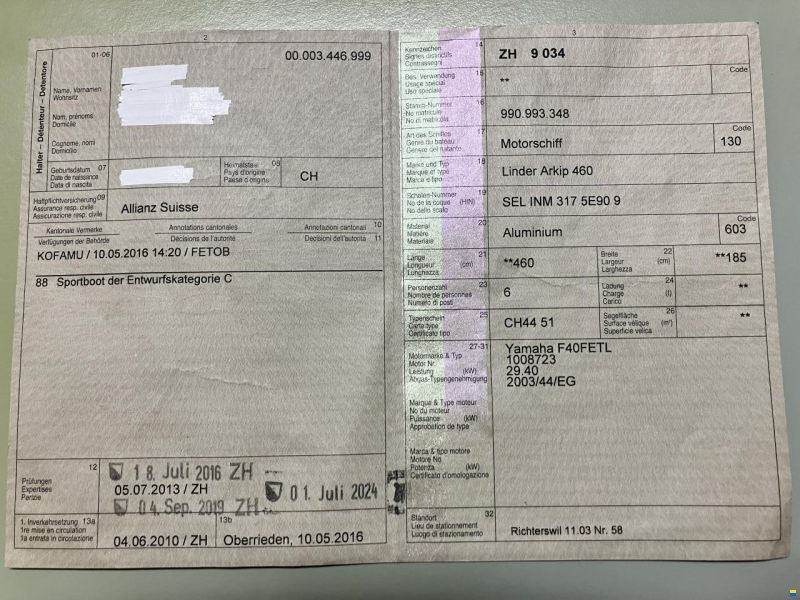 2
01-06
00.003.446.999
Halter – Détenteur – Detentore
Name, Vornamen
Wohnsitz
Nom, prénoms
Domicile
Cognome, nomi
Domicilio
Geburtsdatum 07
Date de naissance
Data di nascita
Heimatstaat 08
Pays d'origine
Paese d'origine
CH
Haftpflichtversicherung 09
Assurance resp. civile
Assicurazione resp. civile
Allianz Suisse
Kantonale Vermerke
Annotations cantonales
Annotazioni cantonali 10
Verfügungen der Behörde
Décisions de l'autorité
Decisioni dell'autorità 11
KOFAMU / 10.05.2016 14:20 / FETOB
88 Sportboot der Entwurfskategorie C
Prüfungen 12
Expertises
Perizie
18. Juli 2016 ZH
05.07.2013 / ZH
04. Sep. 2019 ZH
01. Juli 2024
1. Inverkehrsetzung 13a
1re mise en circulation
1a entrata in circolazione
04.06.2010 / ZH
13b
Oberrieden, 10.05.2016
3
Kennzeichen 14
Signes distinctifs
Contrassegni
ZH 9 034
Bes. Verwendung 15
Usage spécial
Uso speciale
**
Code
Stamm-Nummer 16
No matricule
No di matricola
990.993.348
Art des Schiffes 17
Genre du bateau
Genere del natante
Motorschiff
Code
130
Marke und Typ 18
Marque et type
Marca e tipo
Linder Arkip 460
Schalen-Nummer 19
No de la coque (HIN)
No dello scafo
SEL INM 317 5E90 9
Material 20
Matière
Materiale
Aluminium
Code
603
Länge 21
Longueur (cm)
Lunghezza
**460
Breite 22
Largeur (cm)
Larghezza
**185
Personenzahl 23
Nombre de personnes
Numero di posti
6
Ladung 24
Charge (t)
Carico
**
Typenschein 25
Carte type
Certificato tipo
CH44 51
Segelfläche 26
Surface vélique (m²)
Superficie velica
**
27-31
Motormarke & Typ
Motor Nr.
Leistung (kW)
Abgas-Typengenehmigung
Yamaha F40FETL
1008723
29.40
2003/44/EG
Marque & Type moteur
No du moteur
Puissance (kW)
Approbation de type
Marca & tipo motore
Motore No
Potenza (kW)
Certificato d'omologazione
Standort 32
Lieu de stationnement
Luogo di stazionamento
Richterswil 11.03 Nr. 58